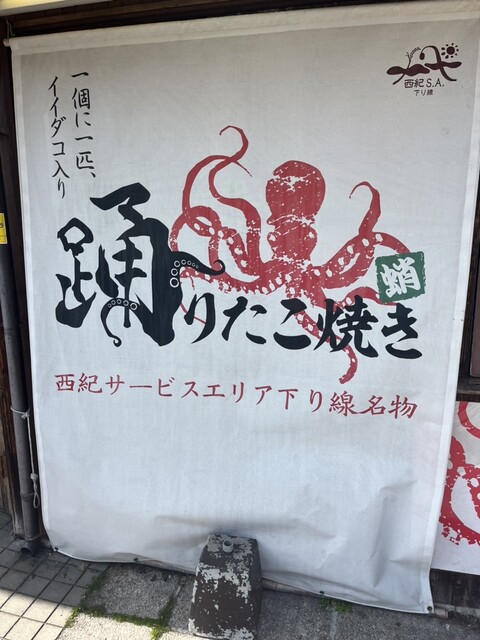 一個に一匹、
イイダコ入り
西紀S.A.
下り線
踊りたこ焼き
蛸
西紀サービスエリア下り線名物